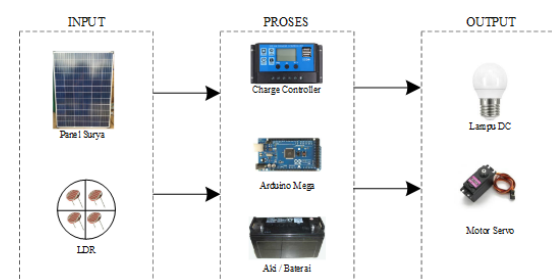 INPUT
PROSES
OUTPUT
Panel Surya
LDR
Charge Controller
Arduino Mega
Aki / Baterai
Lampu DC
Motor Servo